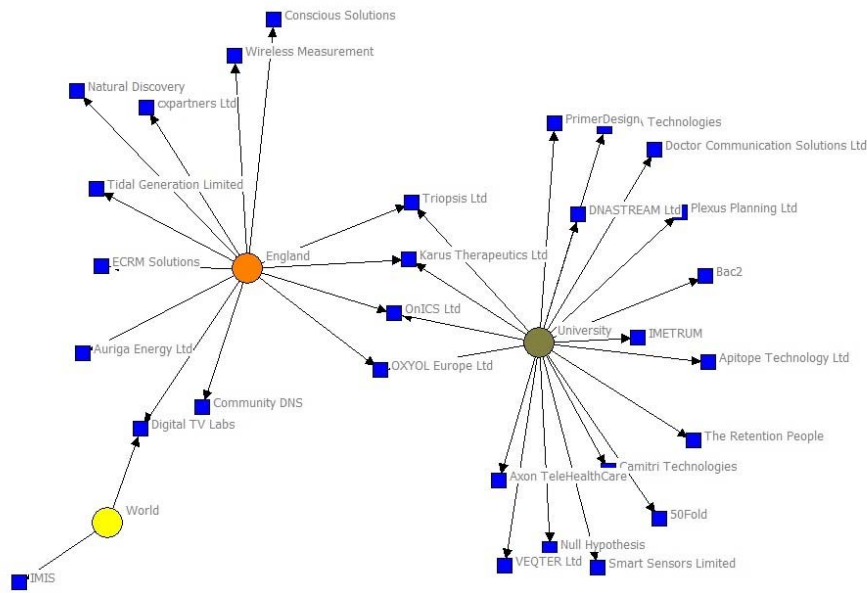 Conscious Solutions
Wireless Measurement
Natural Discovery
cxpartners Ltd
PrimerDesign
Technologies
Doctor Communication Solutions Ltd
Tidal Generation Limited
Triopsis Ltd
DNASTREAM Ltd
Plexus Planning Ltd
ECRM Solutions
England
Karus Therapeutics Ltd
Bac2
OnICS Ltd
University
IMETRUM
Auriga Energy Ltd
OXYOL Europe Ltd
Apitope Technology Ltd
Community DNS
Digital TV Labs
The Retention People
Axon TeleHealthCare
Camitri Technologies
World
50Fold
Null Hypothesis
VEQTER Ltd
Smart Sensors Limited
IMIS